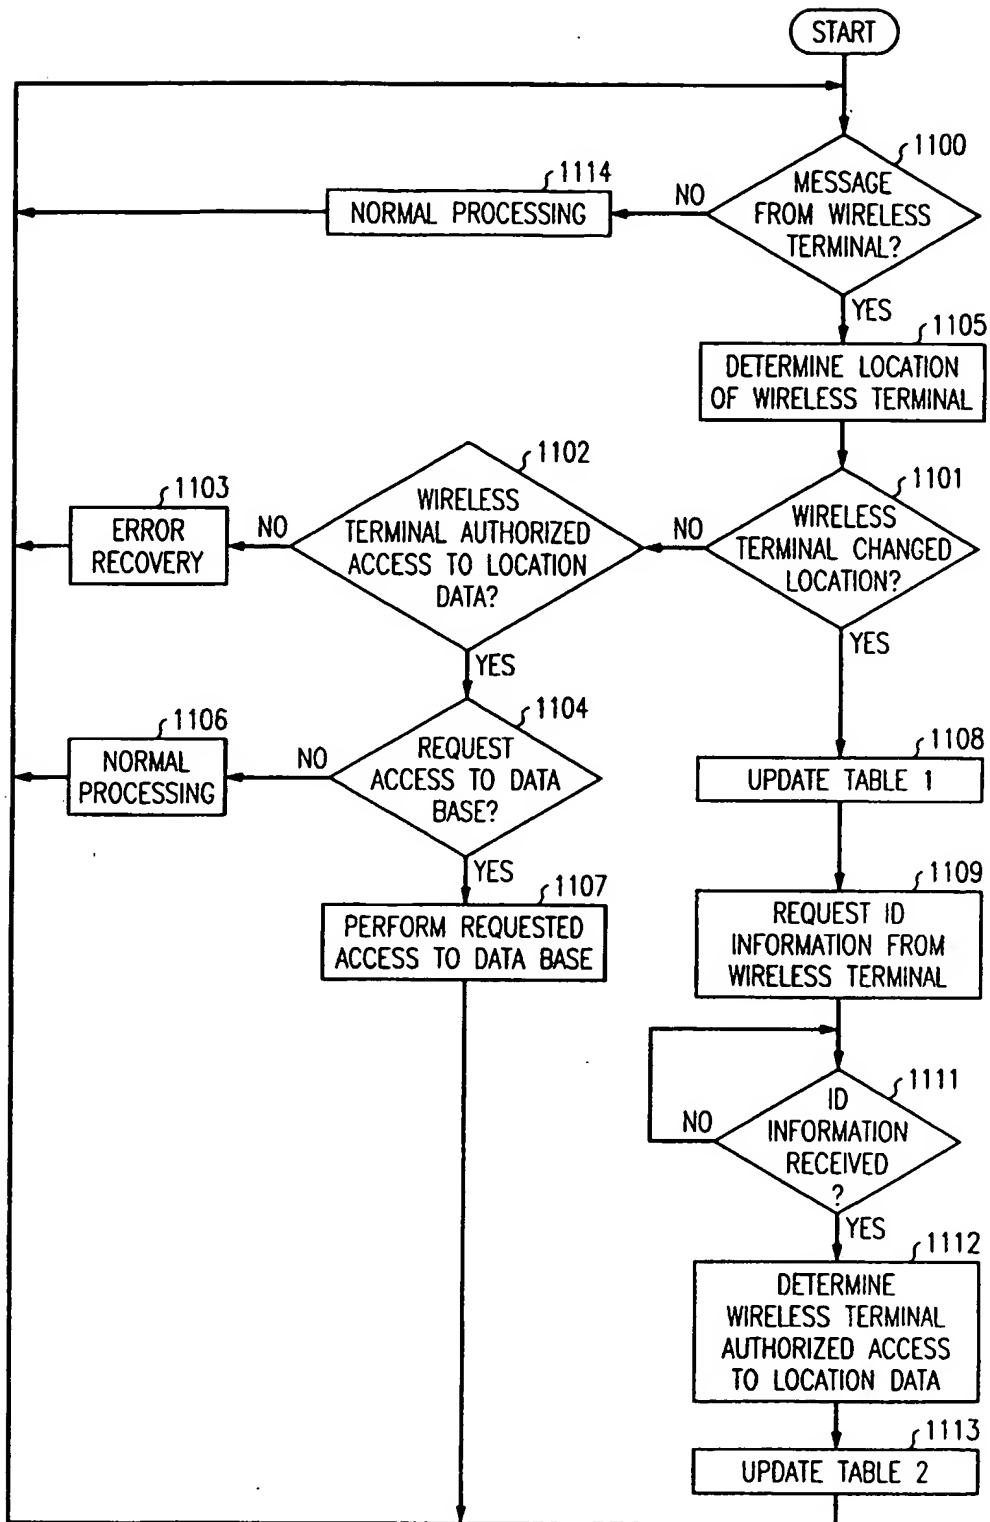 START
1100
MESSAGE
FROM WIRELESS
TERMINAL?
NO
1114
NORMAL PROCESSING
YES
1105
DETERMINE LOCATION
OF WIRELESS TERMINAL
1101
WIRELESS
TERMINAL CHANGED
LOCATION?
NO
1102
WIRELESS
TERMINAL AUTHORIZED
ACCESS TO LOCATION
DATA?
NO
1103
ERROR
RECOVERY
YES
1104
REQUEST
ACCESS TO DATA
BASE?
NO
1106
NORMAL
PROCESSING
YES
1107
PERFORM REQUESTED
ACCESS TO DATA BASE
YES
1108
UPDATE TABLE 1
1109
REQUEST ID
INFORMATION FROM
WIRELESS TERMINAL
1111
ID
INFORMATION
RECEIVED
?
NO
YES
1112
DETERMINE
WIRELESS TERMINAL
AUTHORIZED ACCESS
TO LOCATION DATA
1113
UPDATE TABLE 2